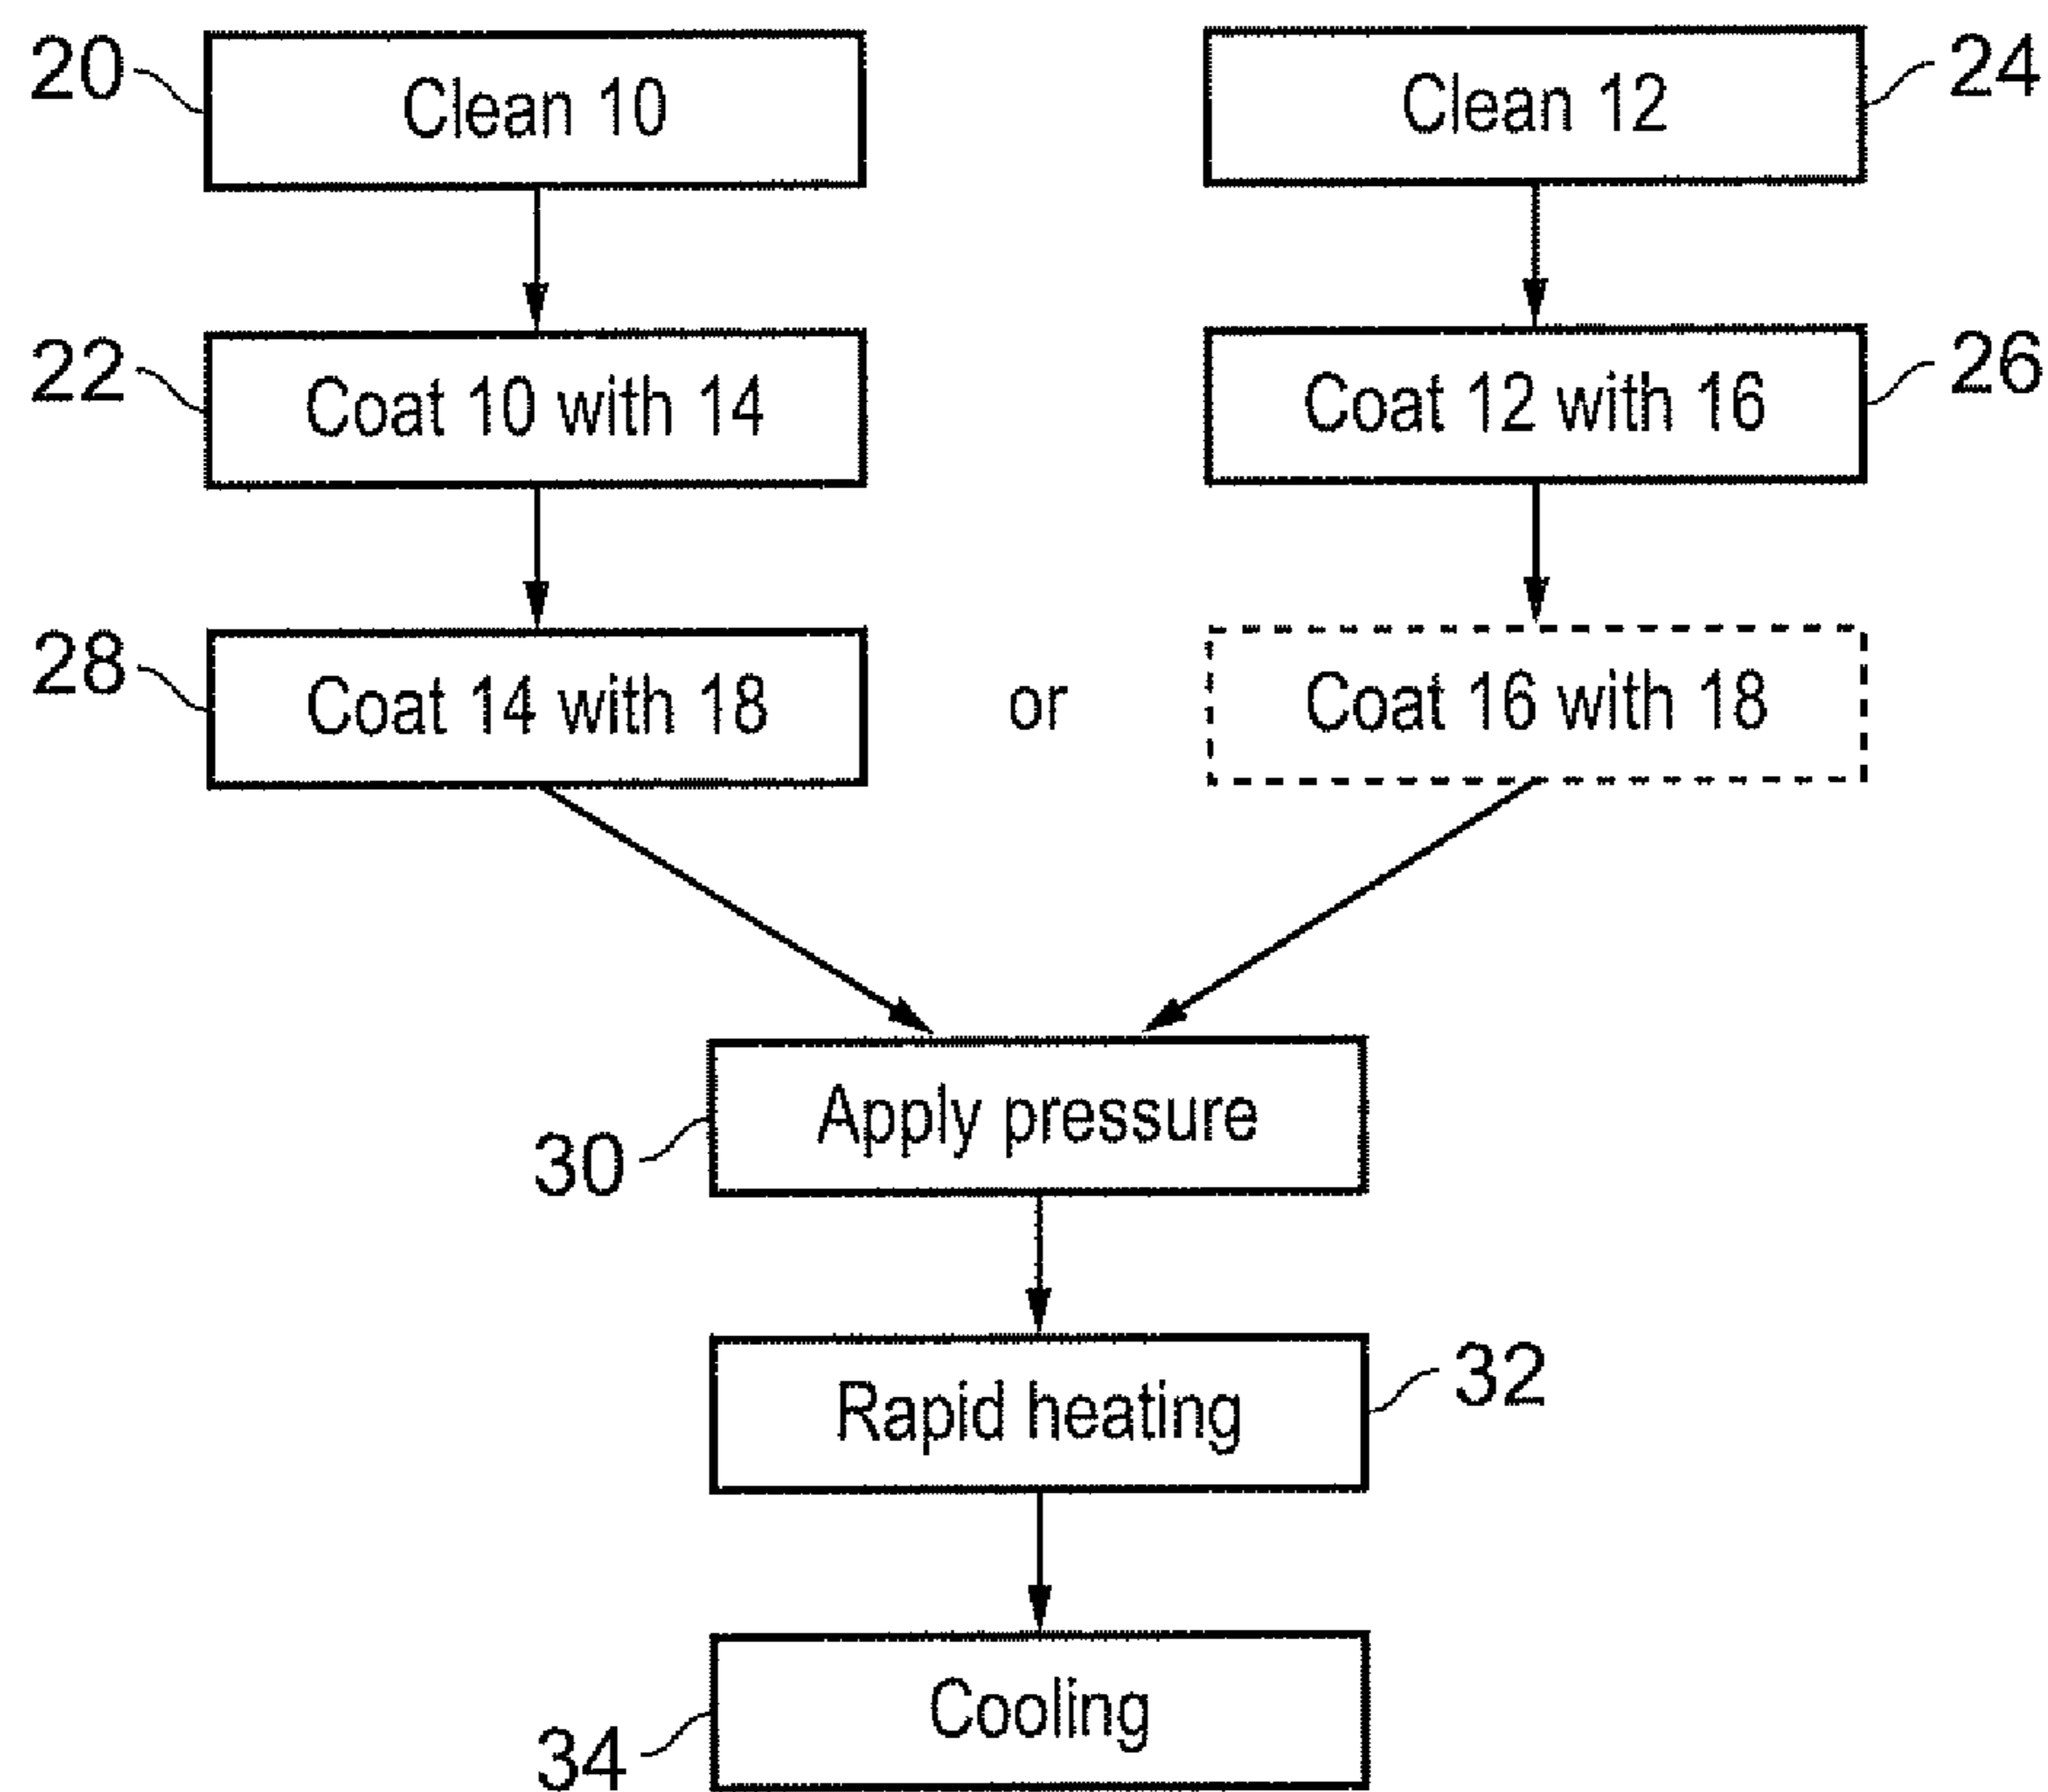 20
Clean 10
Clean 12
24
22
Coat 10 with 14
Coat 12 with 16
26
28
Coat 14 with 18
or
Coat 16 with 18
Apply pressure
30
Rapid heating
32
Cooling
34